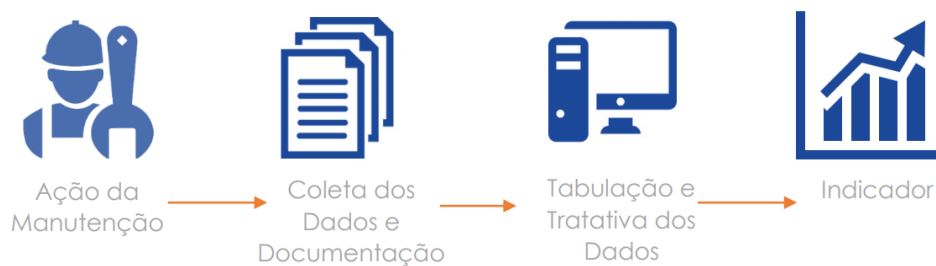 Ação da
Manutenção
Coleta dos
Dados e
Documentação
Tabulação e
Tratativa dos
Dados
Indicador